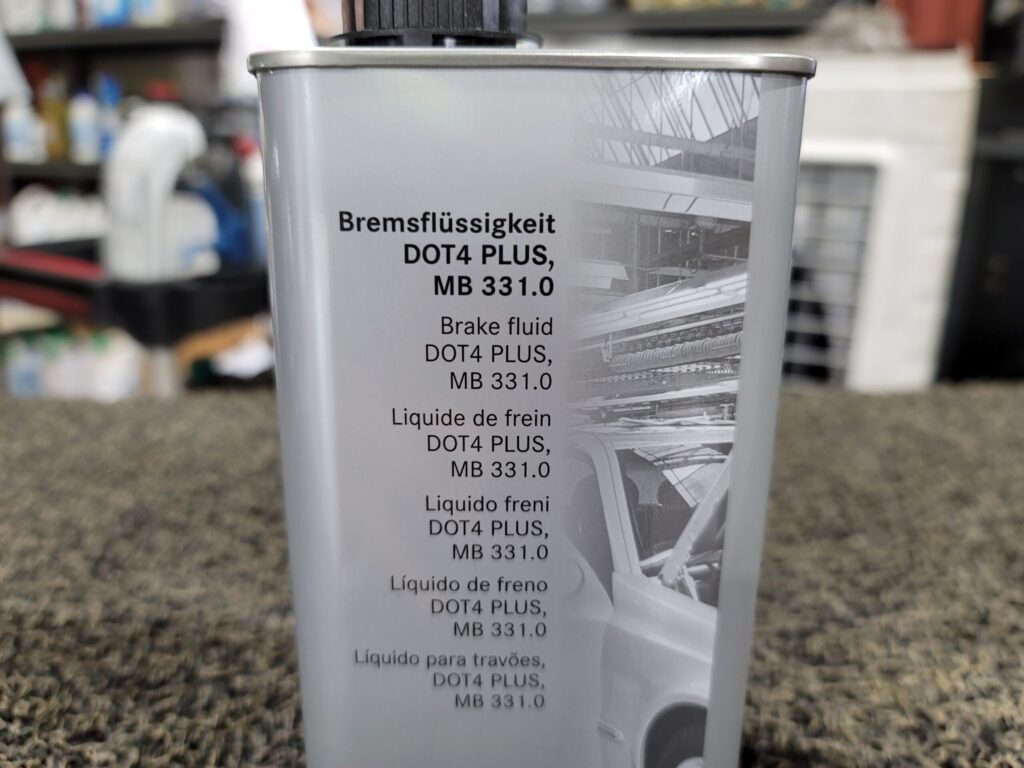 Bremsflüssigkeit
DOT4 PLUS,
MB 331.0
Brake fluid
DOT4 PLUS,
MB 331.0
Liquide de frein
DOT4 PLUS,
MB 331.0
Liquido freni
DOT4 PLUS,
MB 331.0
Líquido de freno
DOT4 PLUS,
MB 331.0
Líquido para travões,
DOT4 PLUS,
MB 331.0